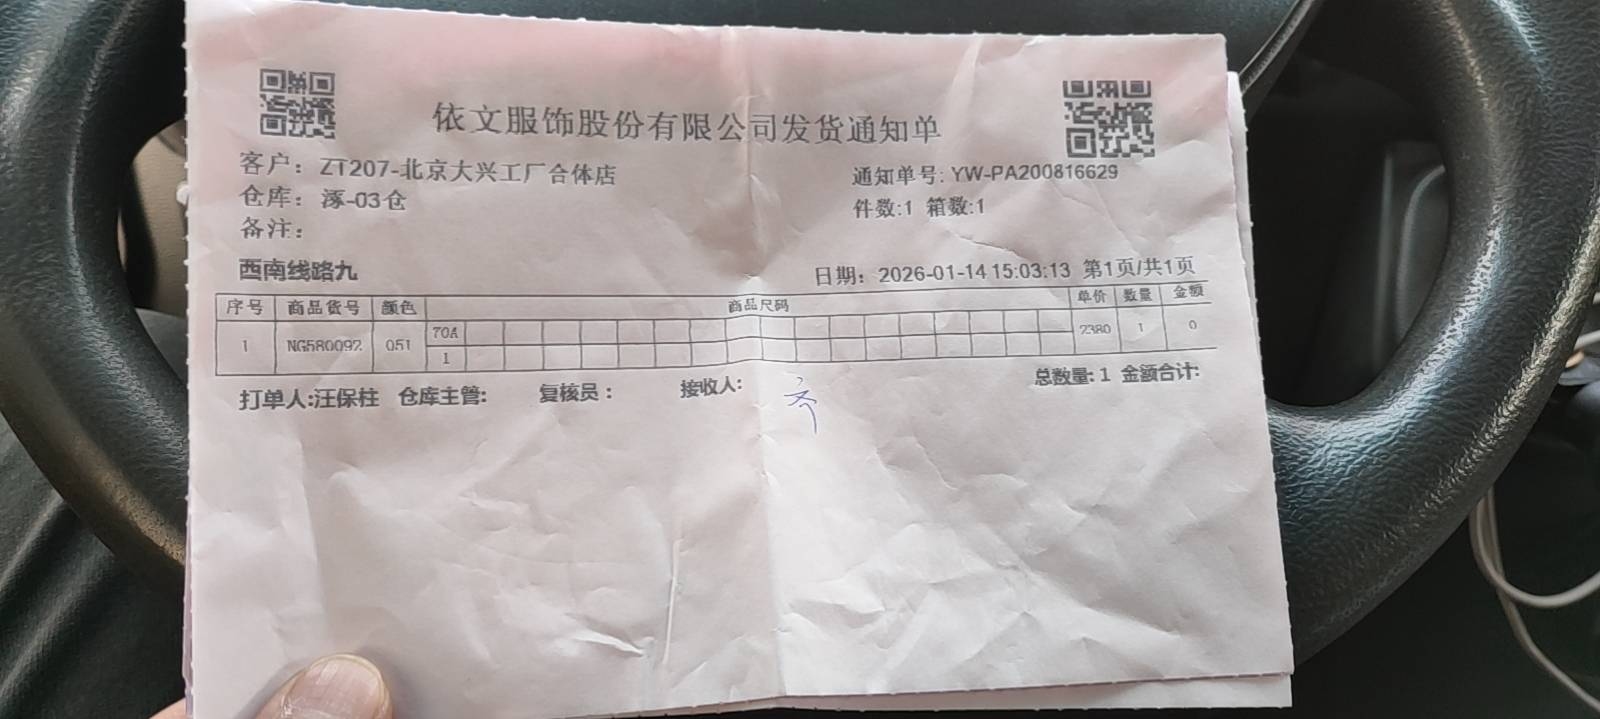 依文服饰股份有限公司发货通知单
客户：ZT207-北京大兴工厂合体店 通知单号: YW-PA200816629
仓库：涿-03仓 件数:1 箱数:1
备注：
西南线路九 日期：2026-01-14 15:03:13 第1页/共1页
序号 商品货号 颜色 商品尺码 单价 数量 金额
70A
1 NG580092 051 2380 1 0
1
打单人:汪保柱 仓库主管: 复核员： 接收人: 齐 总数量: 1 金额合计: